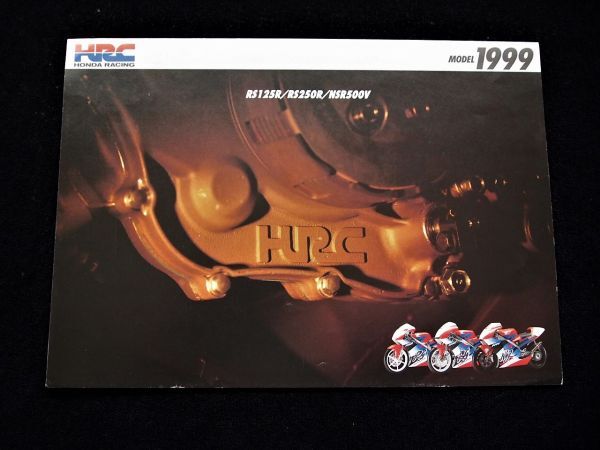 HRC
HONDA RACING
MODEL 1999
RS125R/RS250R/NSR500V
HRC